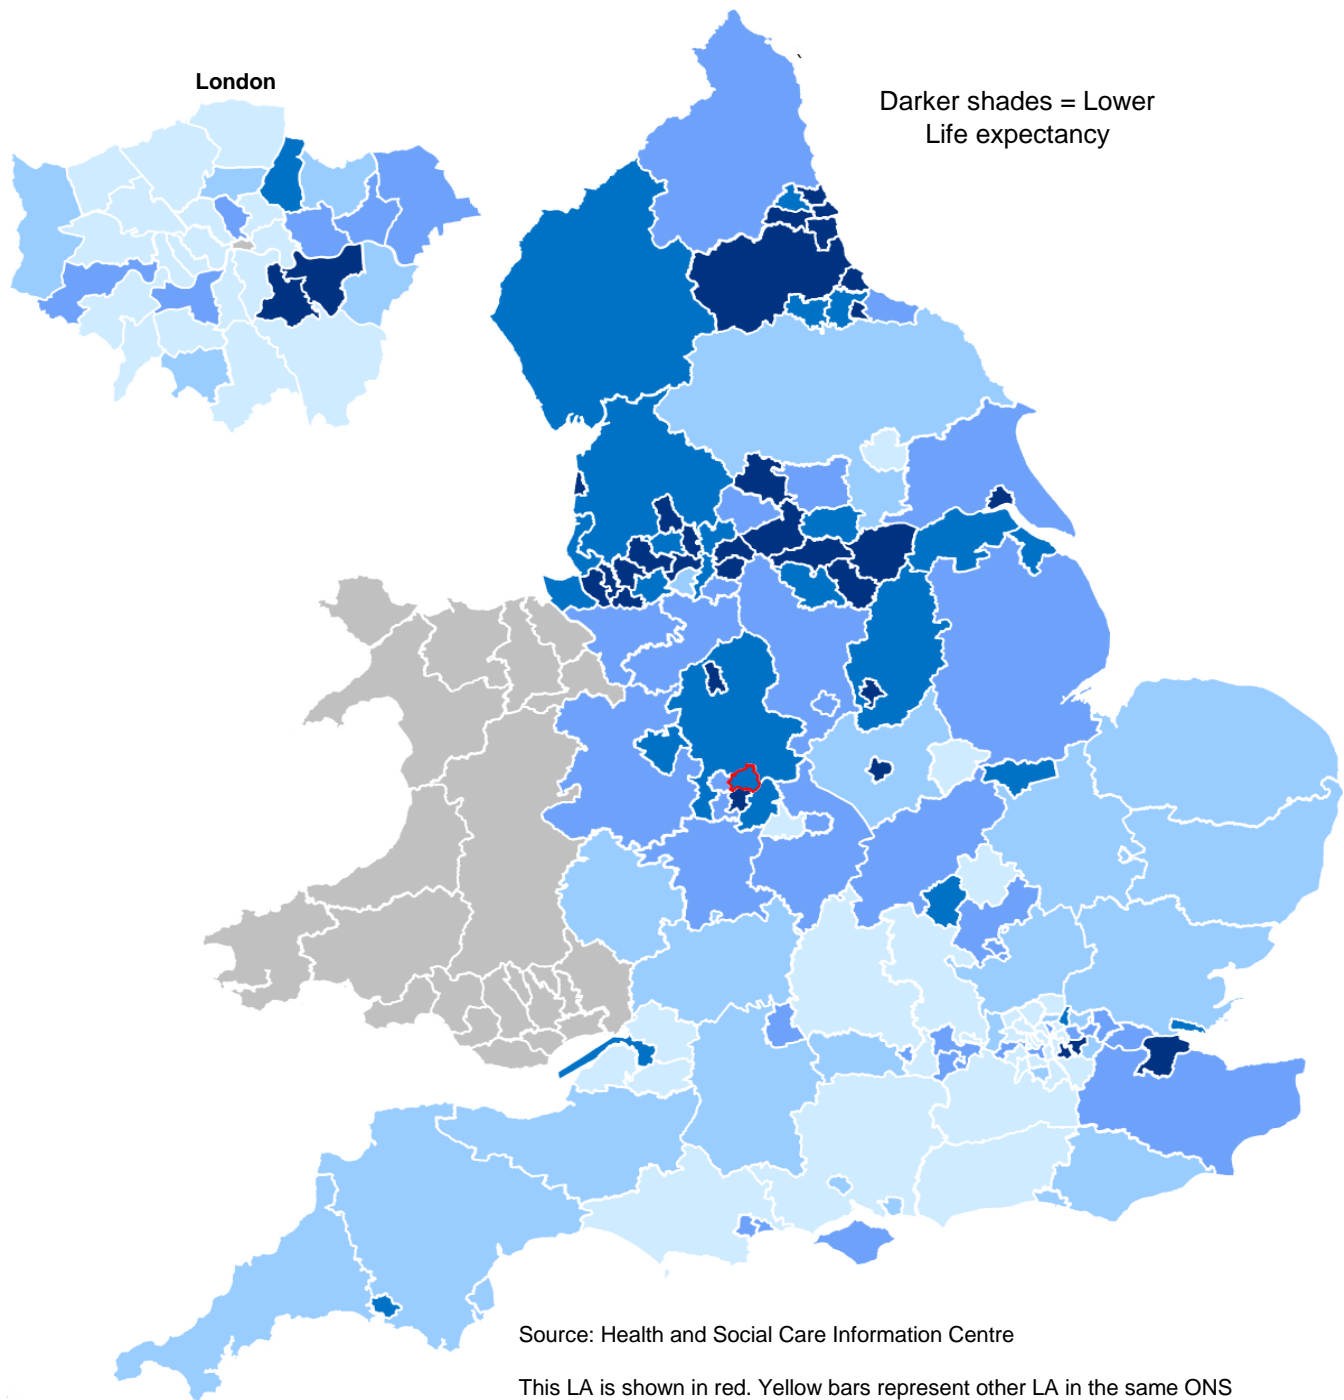 London
Darker shades = Lower
Life expectancy
Source: Health and Social Care Information Centre
This LA is shown in red. Yellow bars represent other LA in the same ONS